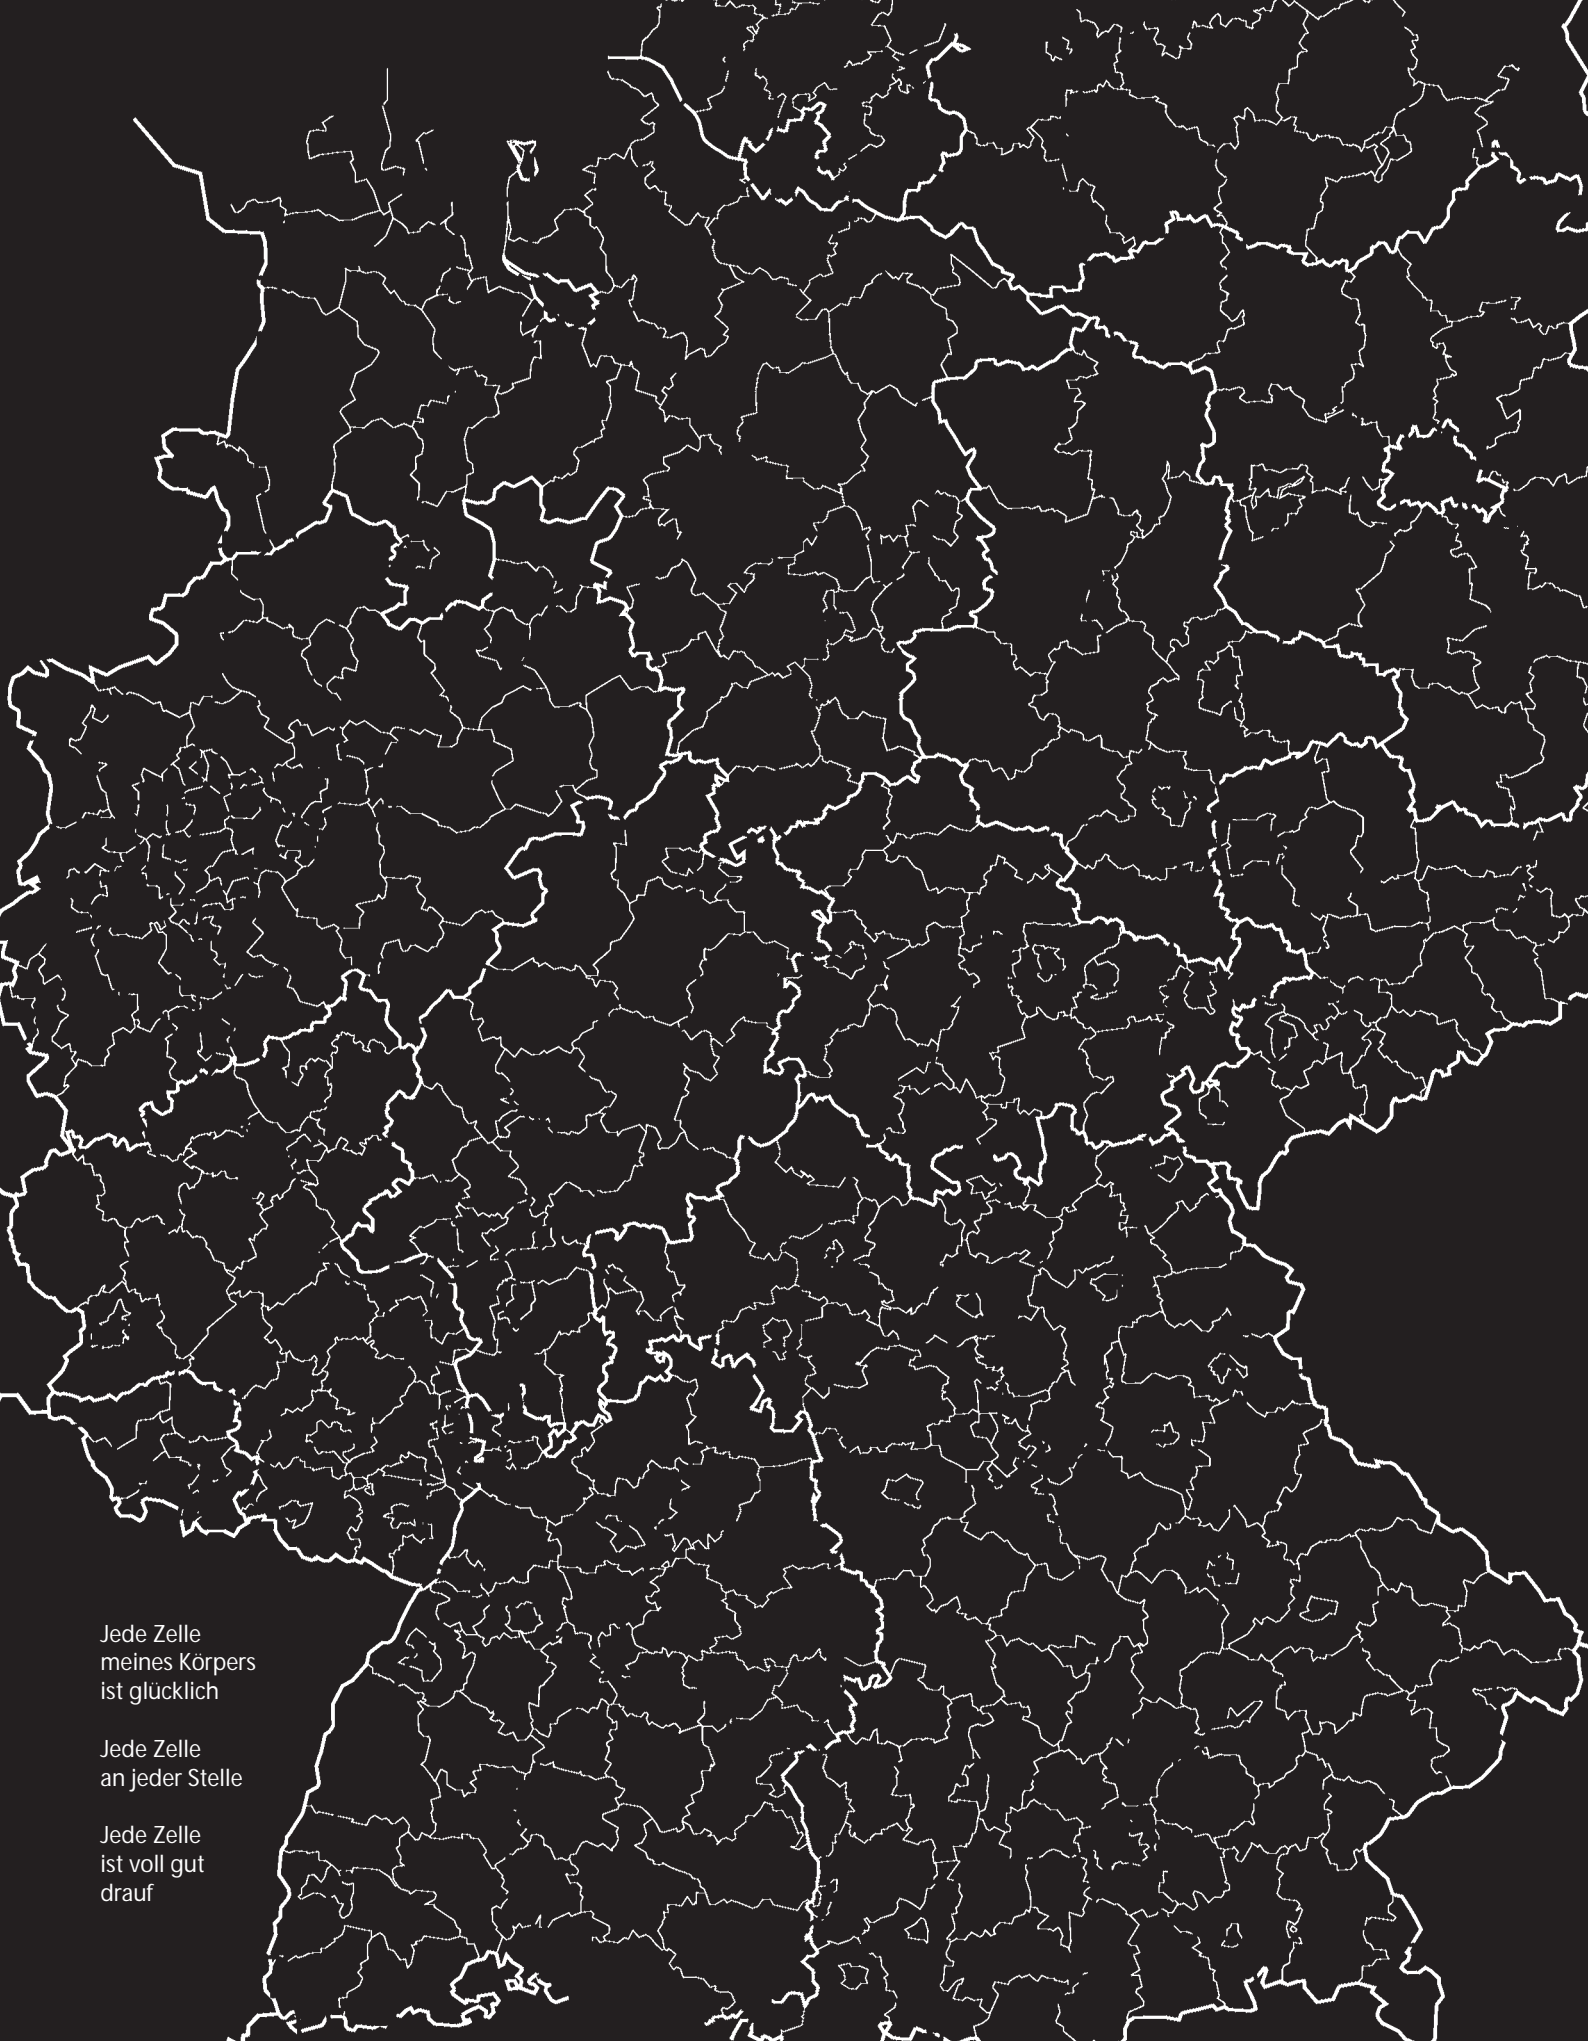 Jede Zelle
meines Körpers
ist glücklich
Jede Zelle
an jeder Stelle
Jede Zelle
ist voll gut
drauf